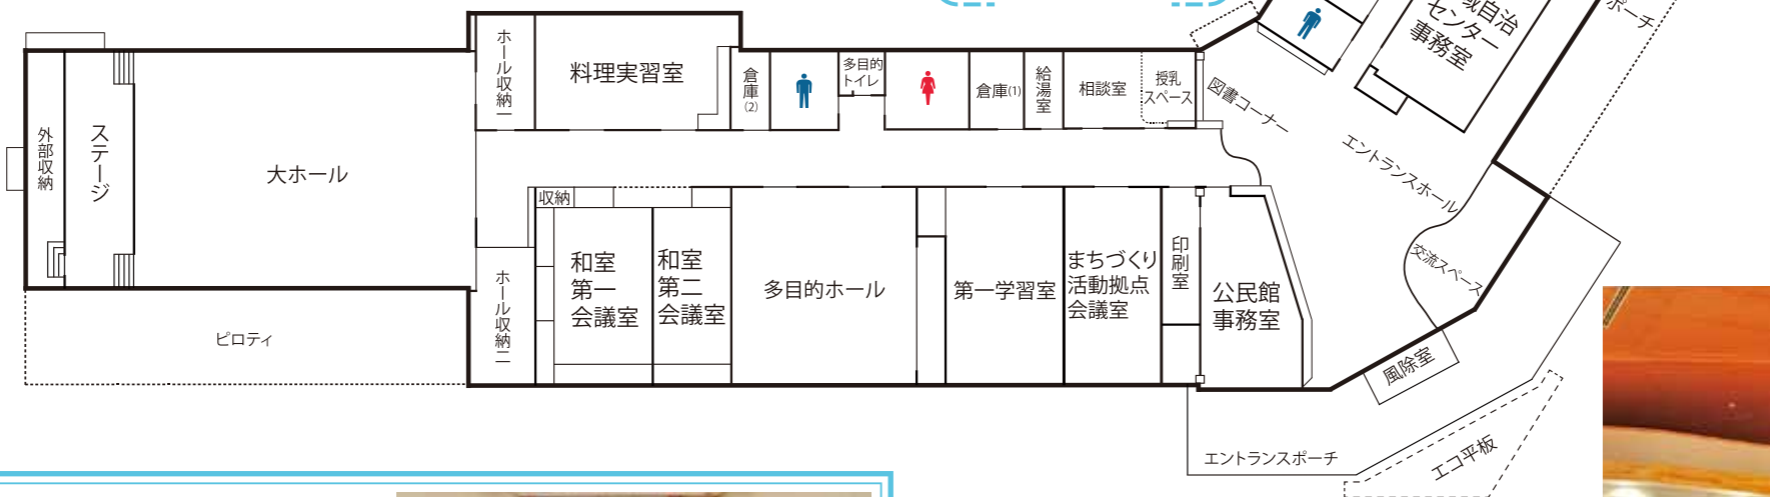 外部収納
ステージ
大ホール
ピロティ
ホール収納一
料理実習室
倉庫(2)
多目的
トイレ
倉庫(1)
給湯室
相談室
授乳
スペース
図書コーナー
エントランスホール
交流スペース
域自治
センター
事務室
ポーチ
ホール収納二
収納
和室
第一
会議室
和室
第二
会議室
多目的ホール
第一学習室
まちづくり
活動拠点
会議室
印刷室
公民館
事務室
風除室
エントランスポーチ
エコ平板